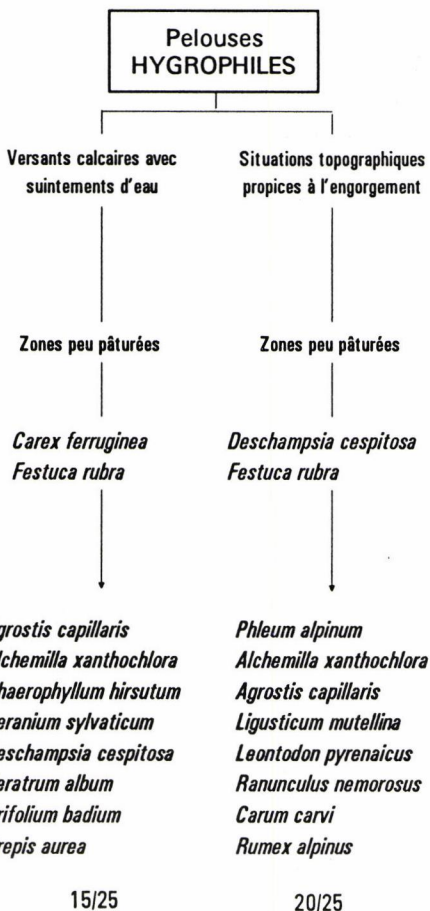 Pelouses
HYGROPHILES
Versants calcaires avec
suintements d'eau
Situations topographiques
propices à l'engorgement
Zones peu pâturées
Zones peu pâturées
Carex ferruginea
Festuca rubra
Deschampsia cespitosa
Festuca rubra
grostis capillaris
lchemilla xanthochlora
haerophyllum hirsutum
eranium sylvaticum
eschampsia cespitosa
eratrum album
rifolium badium
repis aurea
Phleum alpinum
Alchemilla xanthochlora
Agrostis capillaris
Ligusticum mutellina
Leontodon pyrenaicus
Ranunculus nemorosus
Carum carvi
Rumex alpinus
15/25
20/25